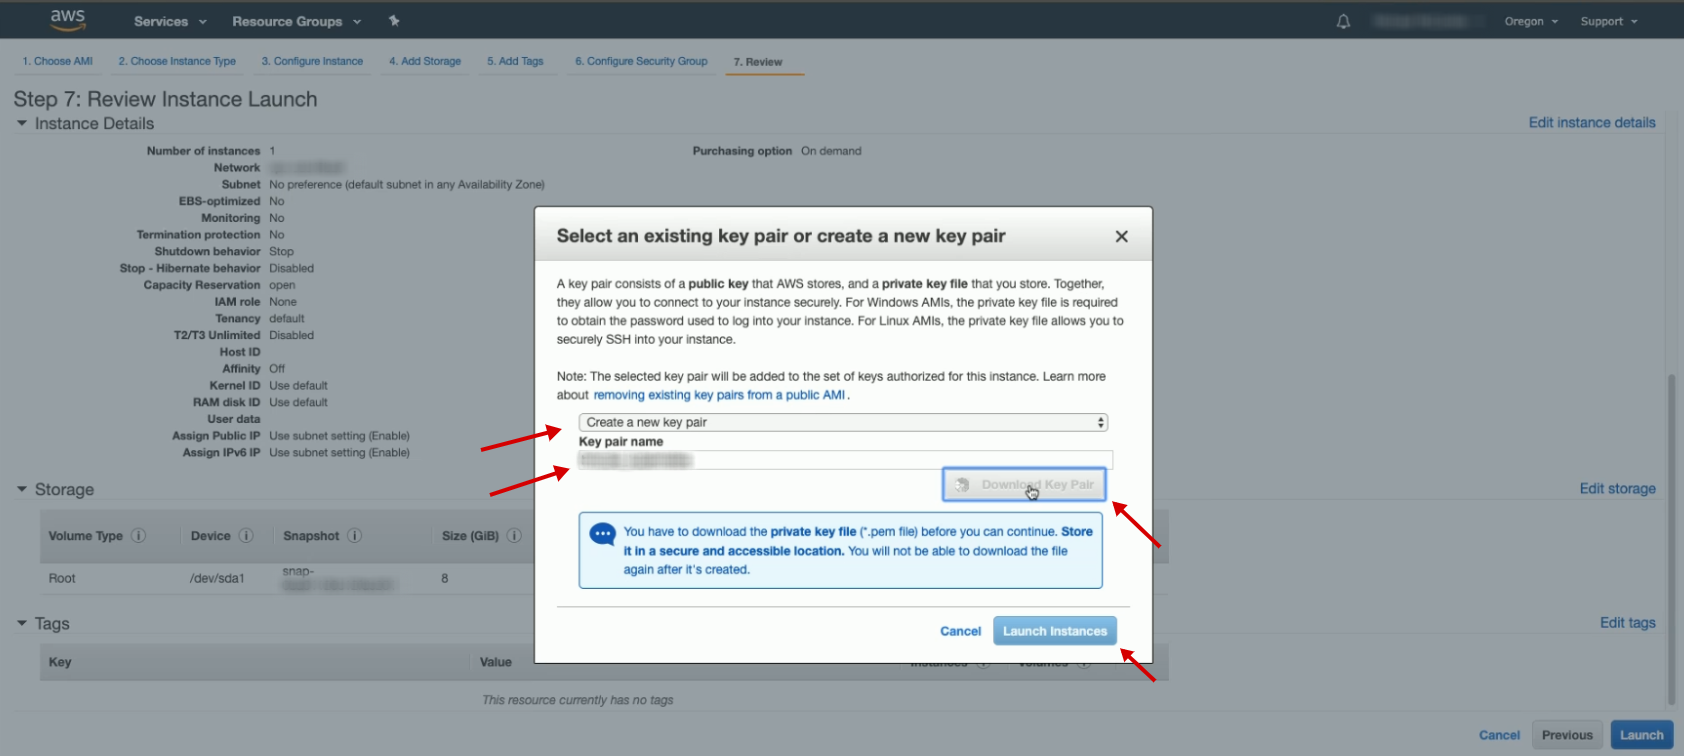 aws Services Resource Groups Oregon Support
1. Choose AMI 2. Choose Instance Type 3. Configure Instance 4. Add Storage 5. Add Tags 6. Configure Security Group 7. Review
Step 7: Review Instance Launch
Instance Details Edit instance details
Number of instances 1 Purchasing option On demand
Network
Subnet No preference (default subnet in any Availability Zone)
EBS-optimized No
Monitoring No
Termination protection No
Shutdown behavior Stop
Stop - Hibernate behavior Disabled
Capacity Reservation open
IAM role None
Tenancy default
T2/T3 Unlimited Disabled
Host ID
Affinity Off
Kernel ID Use default
RAM disk ID Use default
User data
Assign Public IP Use subnet setting (Enable)
Assign IPv6 IP Use subnet setting (Enable)
Storage Edit storage
Volume Type Device Snapshot Size (GiB)
Root /dev/sda1 snap- 8
Tags Edit tags
Key Value Instances Volumes
This resource currently has no tags
Cancel Previous Launch
Select an existing key pair or create a new key pair
A key pair consists of a public key that AWS stores, and a private key file that you store. Together,
they allow you to connect to your instance securely. For Windows AMIs, the private key file is required
to obtain the password used to log into your instance. For Linux AMIs, the private key file allows you to
securely SSH into your instance.
Note: The selected key pair will be added to the set of keys authorized for this instance. Learn more
about removing existing key pairs from a public AMI.
Create a new key pair
Key pair name
Download Key Pair
You have to download the private key file (*.pem file) before you can continue. Store
it in a secure and accessible location. You will not be able to download the file
again after it's created.
Cancel Launch Instances